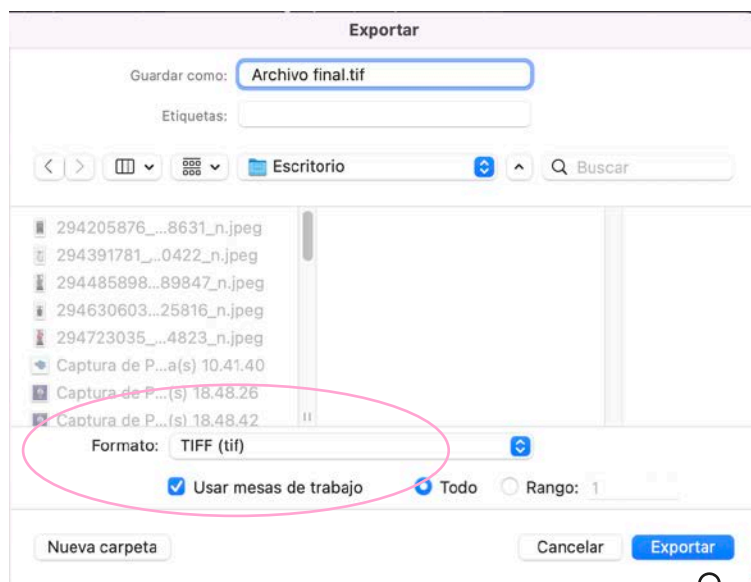 Exportar
Guardar como: Archivo final.tif
Etiquetas:
Escritorio
Buscar
294205876_...8631_n.jpeg
294391781_...0422_n.jpeg
294485898...89847_n.jpeg
294630603...25816_n.jpeg
294723035_...4823_n.jpeg
Captura de P...a(s) 10.41.40
Captura de P...(s) 18.48.26
Captura de P...(s) 18.48.42
Formato: TIFF (tif)
Usar mesas de trabajo Todo Rango: 1
Nueva carpeta Cancelar Exportar